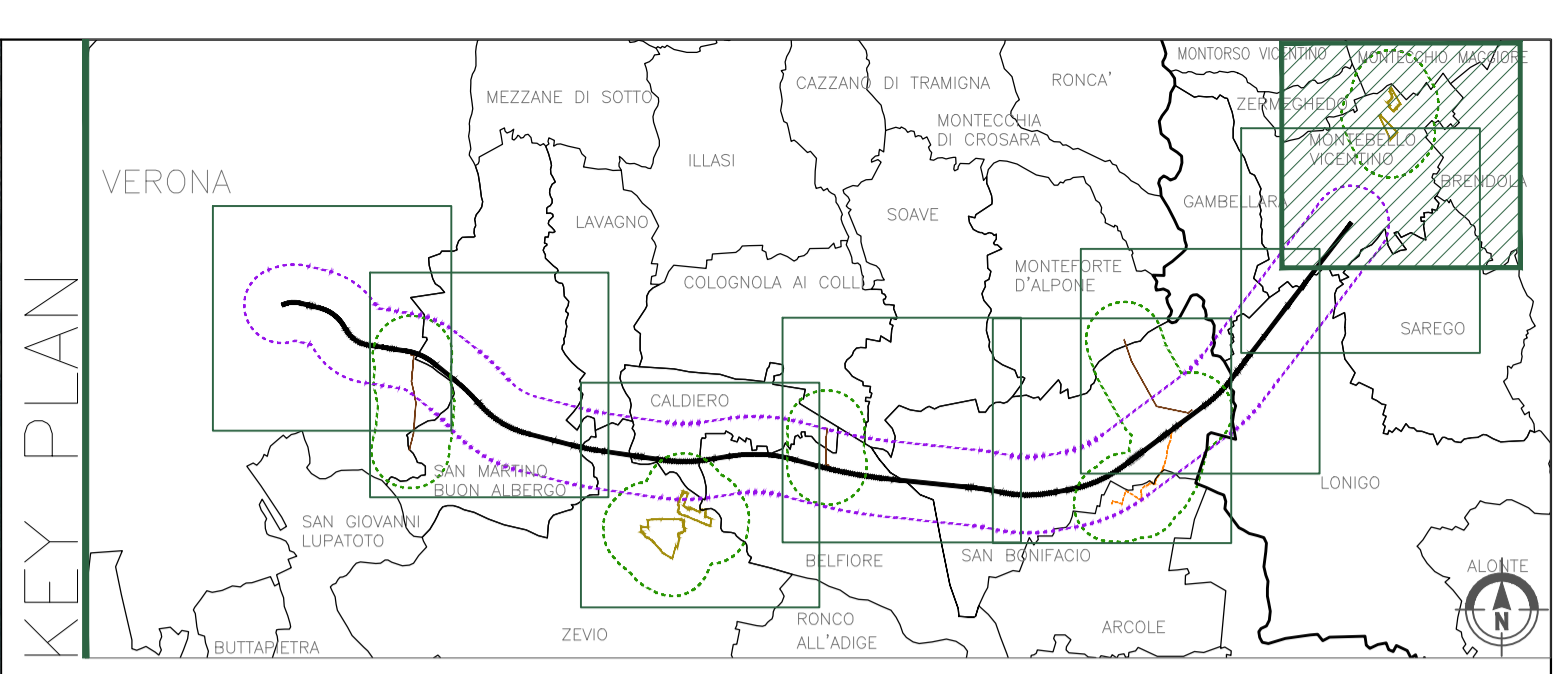 KEY PLAN
MONTORSO VICENTINO
MONTECCHIO MAGGIORE
MEZZANE DI SOTTO
CAZZANO DI TRAMIGNA
RONCA'
ZERMEGHEDO
MONTECCHIA
DI CROSARA
MONTEBELLO
VICENTINO
ILLASI
VERONA
BRENDOLA
GAMBELLARA
LAVAGNO
SOAVE
MONTEFORTE
D'ALPONE
COLOGNOLA AI COLLI
SAREGO
CALDIERO
SAN MARTINO
BUON ALBERGO
LONIGO
SAN GIOVANNI
LUPATOTO
BELFIORE
SAN BONIFACIO
ALONTE
N
RONCO
ALL'ADIGE
ZEVIO
ARCOLE
BUTTAPIETRA